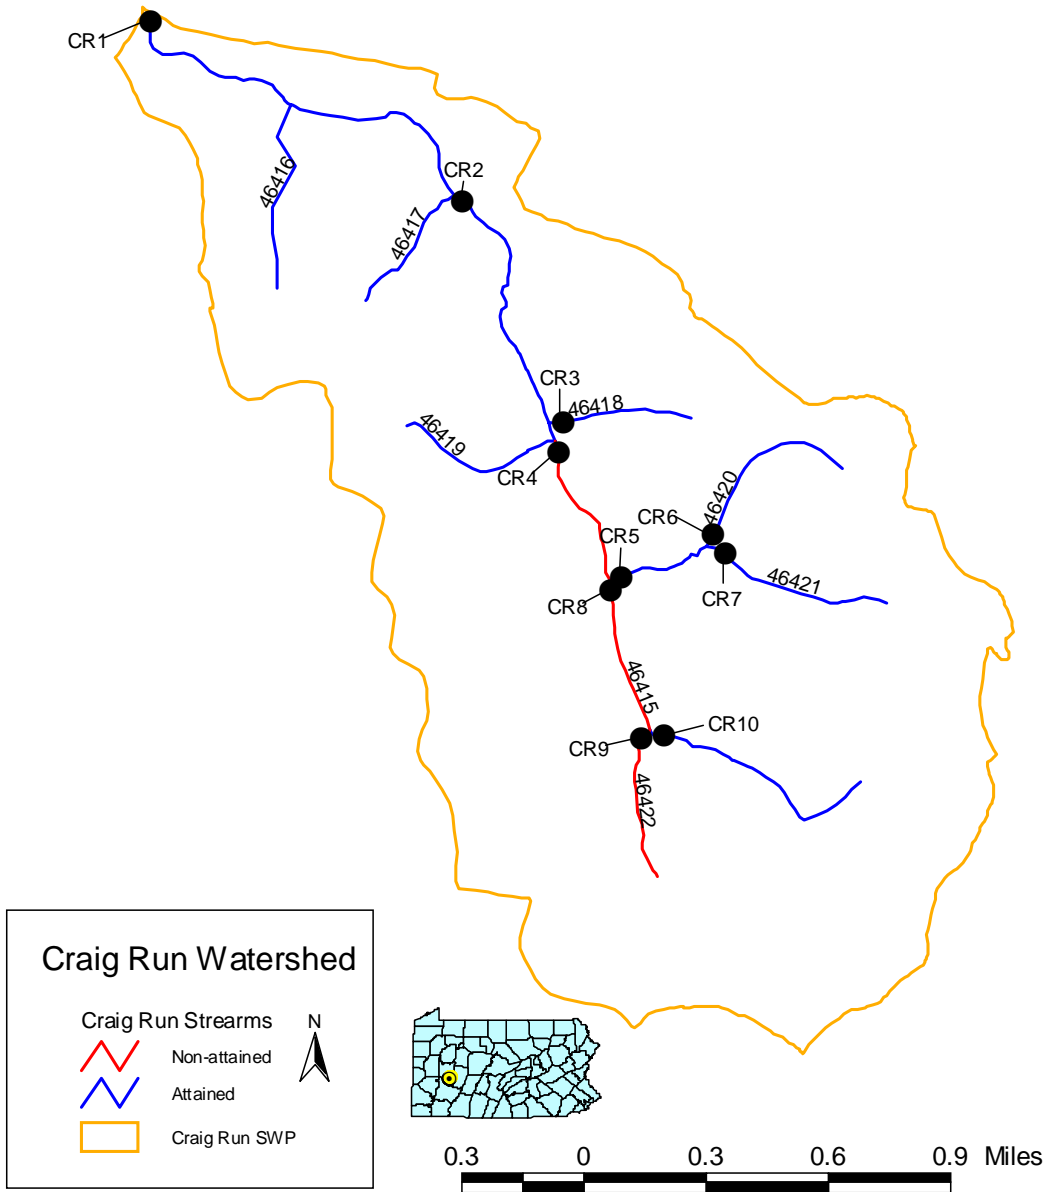 CR1
46416
CR2
46417
CR3
46418
46419
CR4
46420
CR6
CR5
46421
CR7
CR8
46415
CR10
CR9
46422
Craig Run Watershed
Craig Run Strearms
N
Non-attained
Attained
Craig Run SWP
0.3 0 0.3 0.6 0.9 Miles